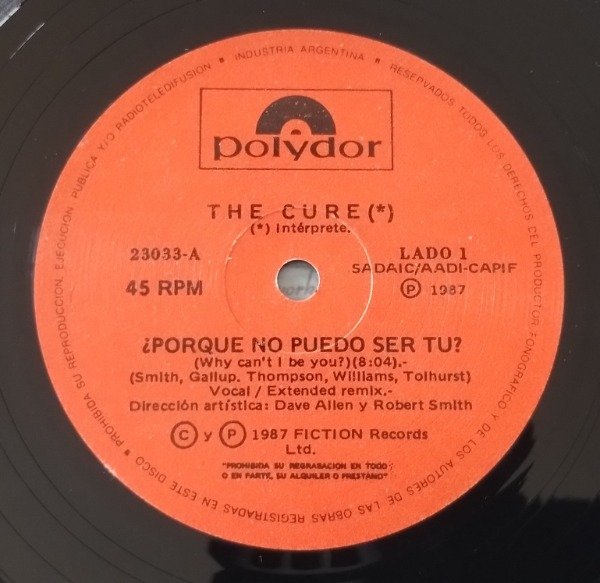 polydor
THE CURE(*)
(*) Intérprete.
23033-A
LADO 1
SADAIC/AADI-CAPIF
45 RPM
Ⓟ 1987
¿PORQUE NO PUEDO SER TU?
(Why can't I be you?)(8:04).-
(Smith, Gallup. Thompson, Williams, Tolhurst)
Vocal / Extended remix.-
Dirección artística: Dave Allen y Robert Smith
Ⓒ y Ⓟ 1987 FICTION Records
Ltd.
"PROHIBIDA SU REGRABACION EN TODO
O EN PARTE, SU ALQUILER O PRESTAMO"
• INDUSTRIA ARGENTINA • RESERVADOS TODOS LOS DERECHOS DEL PRODUCTOR FONOGRAFICO Y DE LOS AUTORES DE LAS OBRAS REGISTRADAS EN ESTE DISCO • PROHIBIDA SU REPRODUCCION, EJECUCION PUBLICA Y/O RADIOTELEDIFUSION